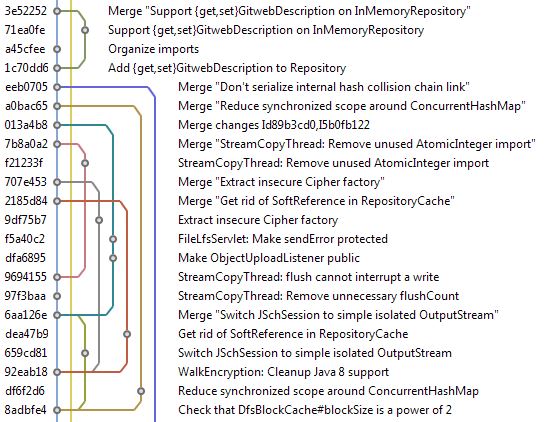 3e52252 Merge "Support {get,set}GitwebDescription on InMemoryRepository"
71ea0fe Support {get,set}GitwebDescription on InMemoryRepository
a45cfee Organize imports
1c70dd6 Add {get,set}GitwebDescription to Repository
eeb0705 Merge "Don't serialize internal hash collision chain link"
a0bac65 Merge "Reduce synchronized scope around ConcurrentHashMap"
013a4b8 Merge changes Id89b3cd0,I5b0fb122
7b8a0a2 Merge "StreamCopyThread: Remove unused AtomicInteger import"
f21233f StreamCopyThread: Remove unused AtomicInteger import
707e453 Merge "Extract insecure Cipher factory"
2185d84 Merge "Get rid of SoftReference in RepositoryCache"
9df75b7 Extract insecure Cipher factory
f5a40c2 FileLfsServlet: Make sendError protected
dfa6895 Make ObjectUploadListener public
9694155 StreamCopyThread: flush cannot interrupt a write
97f3baa StreamCopyThread: Remove unnecessary flushCount
6aa126e Merge "Switch JSchSession to simple isolated OutputStream"
dea47b9 Get rid of SoftReference in RepositoryCache
659cd81 Switch JSchSession to simple isolated OutputStream
92eab18 WalkEncryption: Cleanup Java 8 support
df6f2d6 Reduce synchronized scope around ConcurrentHashMap
8adbfe4 Check that DfsBlockCache#blockSize is a power of 2